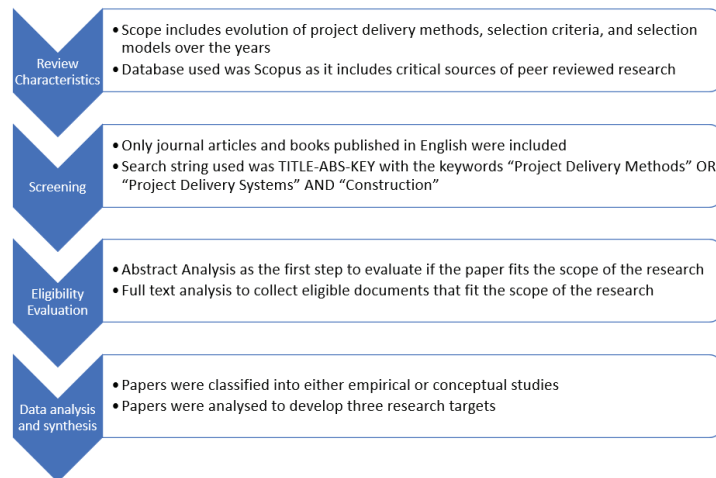 Review
Characteristics
• Scope includes evolution of project delivery methods, selection criteria, and selection
models over the years
• Database used was Scopus as it includes critical sources of peer reviewed research
Screening
• Only journal articles and books published in English were included
• Search string used was TITLE-ABS-KEY with the keywords “Project Delivery Methods” OR
“Project Delivery Systems” AND “Construction”
Eligibility
Evaluation
• Abstract Analysis as the first step to evaluate if the paper fits the scope of the research
• Full text analysis to collect eligible documents that fit the scope of the research
Data analysis
and synthesis
• Papers were classified into either empirical or conceptual studies
• Papers were analysed to develop three research targets